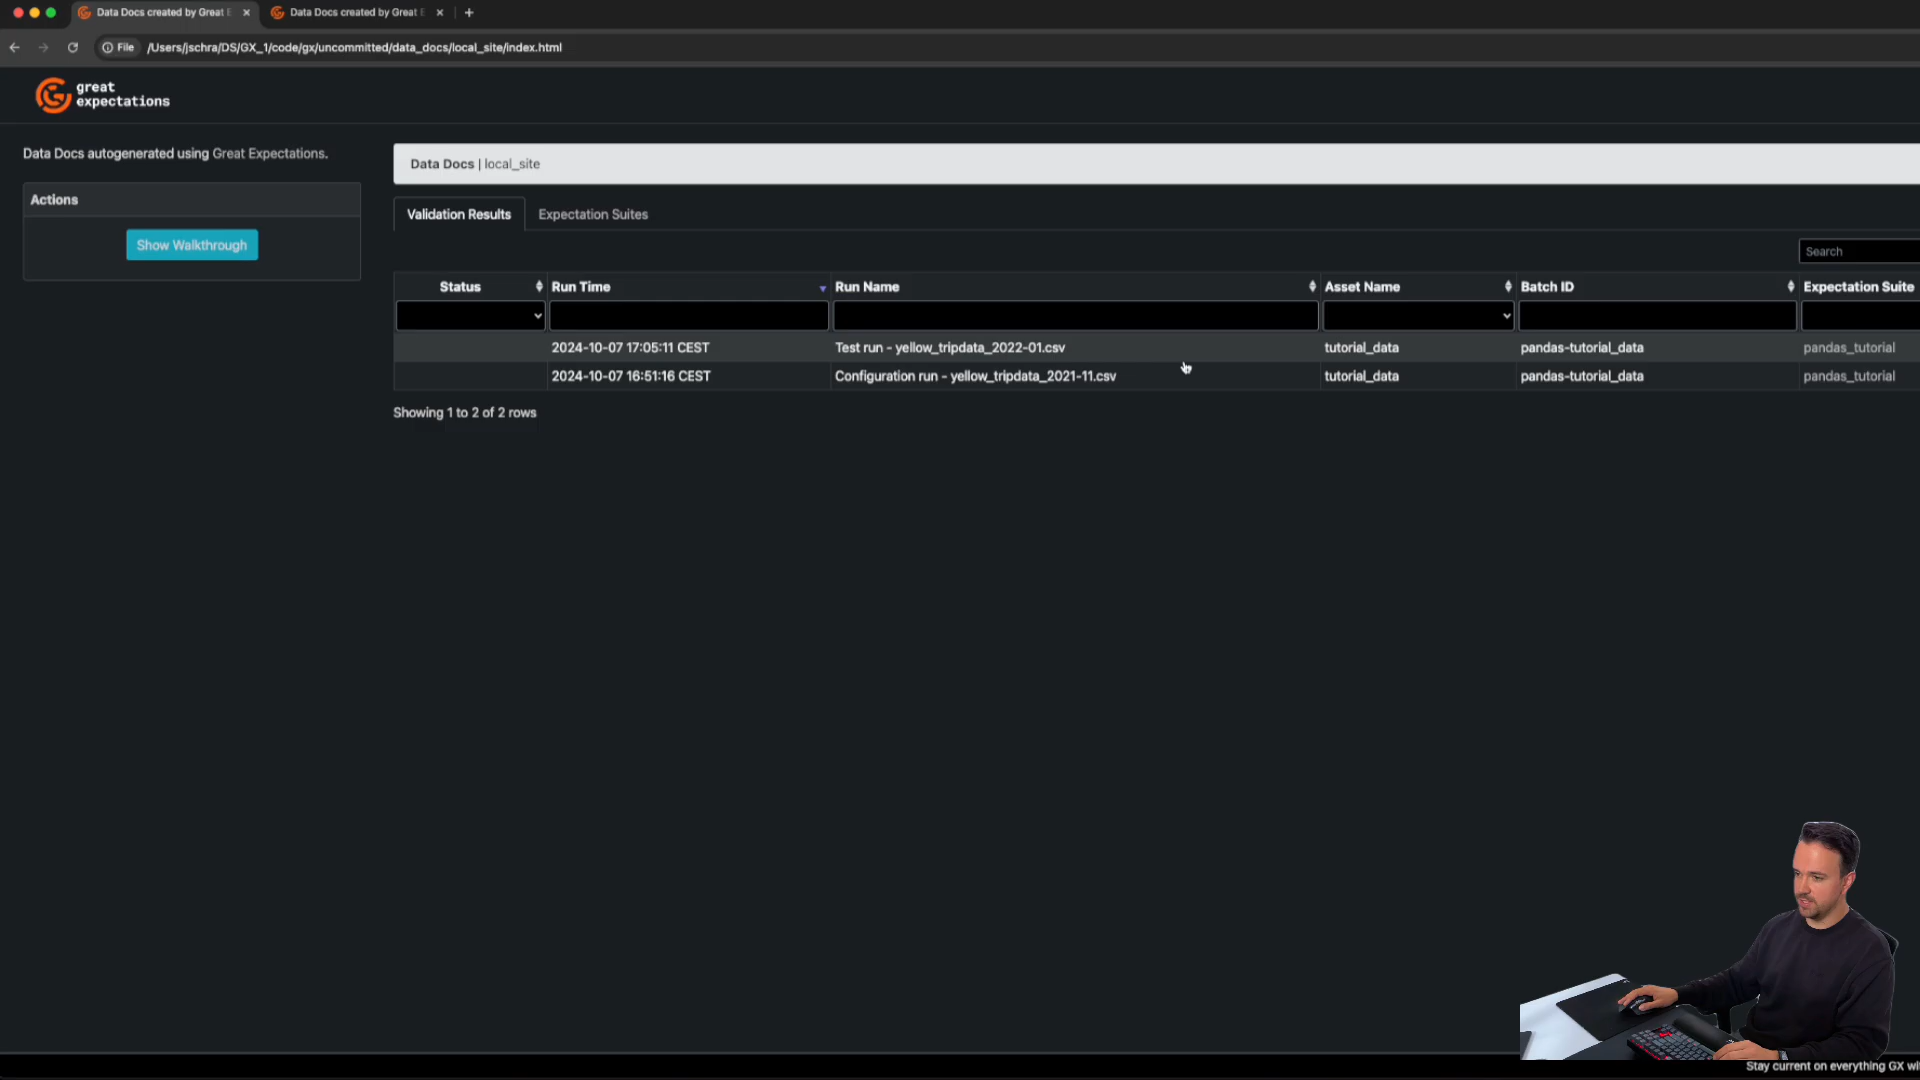 Data Docs created by Great E
Data Docs created by Great E
File /Users/jschra/DS/GX_1/code/gx/uncommitted/data_docs/local_site/index.html
great
expectations
Data Docs autogenerated using Great Expectations.
Actions
Show Walkthrough
Data Docs | local_site
Validation Results Expectation Suites
Search
Status Run Time Run Name Asset Name Batch ID Expectation Suite
2024-10-07 17:05:11 CEST Test run - yellow_tripdata_2022-01.csv tutorial_data pandas-tutorial_data pandas_tutorial
2024-10-07 16:51:16 CEST Configuration run - yellow_tripdata_2021-11.csv tutorial_data pandas-tutorial_data pandas_tutorial
Showing 1 to 2 of 2 rows
Stay current on everything GX wi